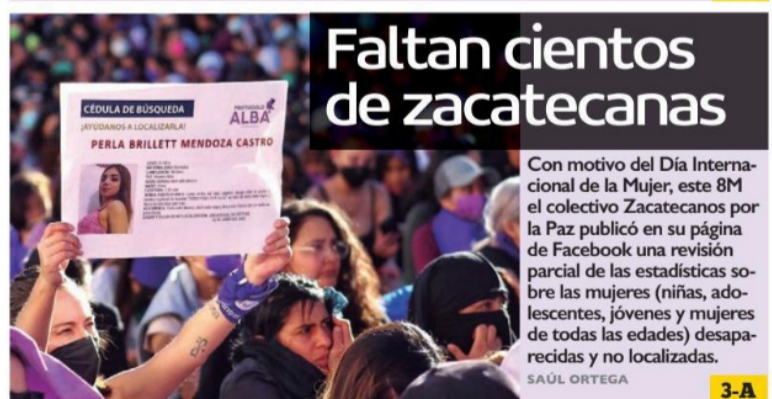 Faltan cientos
de zacatecanas
CÉDULA DE BÚSQUEDA
¡AYÚDANOS A LOCALIZARLA!
PROTOCOLO
ALBA
PERLA BRILLETT MENDOZA CASTRO
Con motivo del Día Interna-
cional de la Mujer, este 8M
el colectivo Zacatecanos por
la Paz publicó en su página
de Facebook una revisión
parcial de las estadísticas so-
bre las mujeres (niñas, ado-
lescentes, jóvenes y mujeres
de todas las edades) desapa-
recidas y no localizadas.
SAÚL ORTEGA
3-A